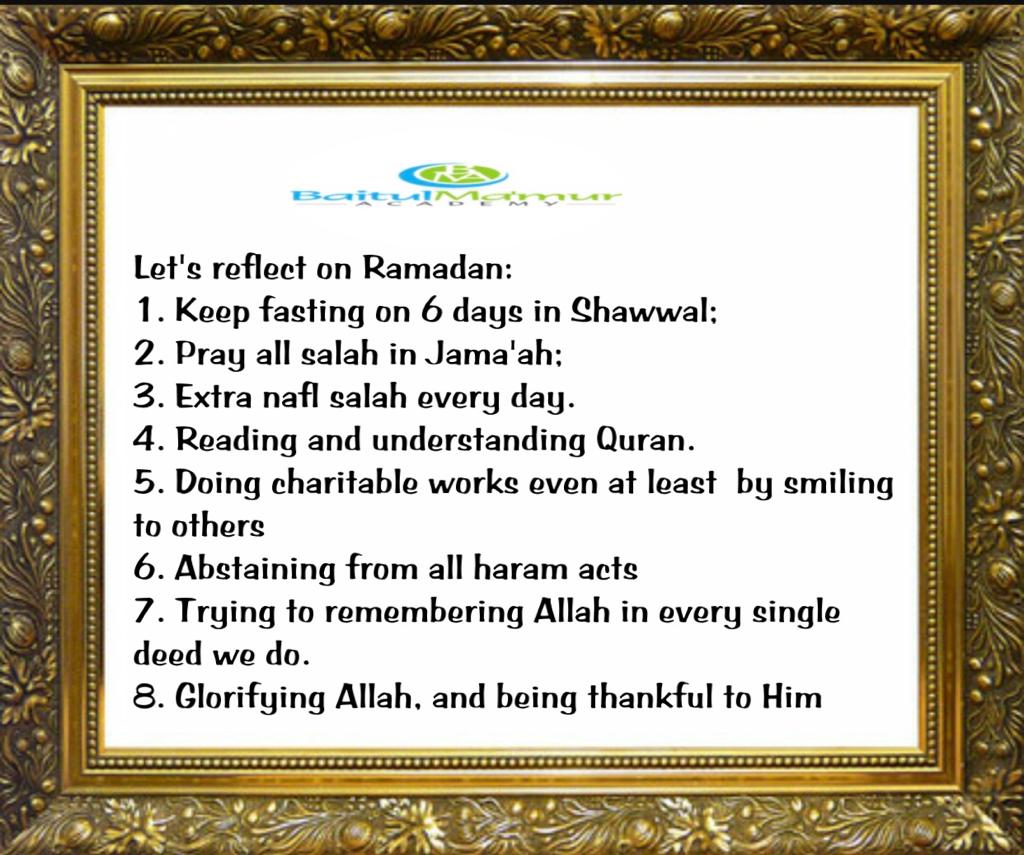 BMA
BaitulMa'mur
ACADEMY
Let's reflect on Ramadan:
1. Keep fasting on 6 days in Shawwal;
2. Pray all salah in Jama'ah;
3. Extra nafl salah every day.
4. Reading and understanding Quran.
5. Doing charitable works even at least  by smiling
to others
6. Abstaining from all haram acts
7. Trying to remembering Allah in every single
deed we do.
8. Glorifying Allah, and being thankful to Him